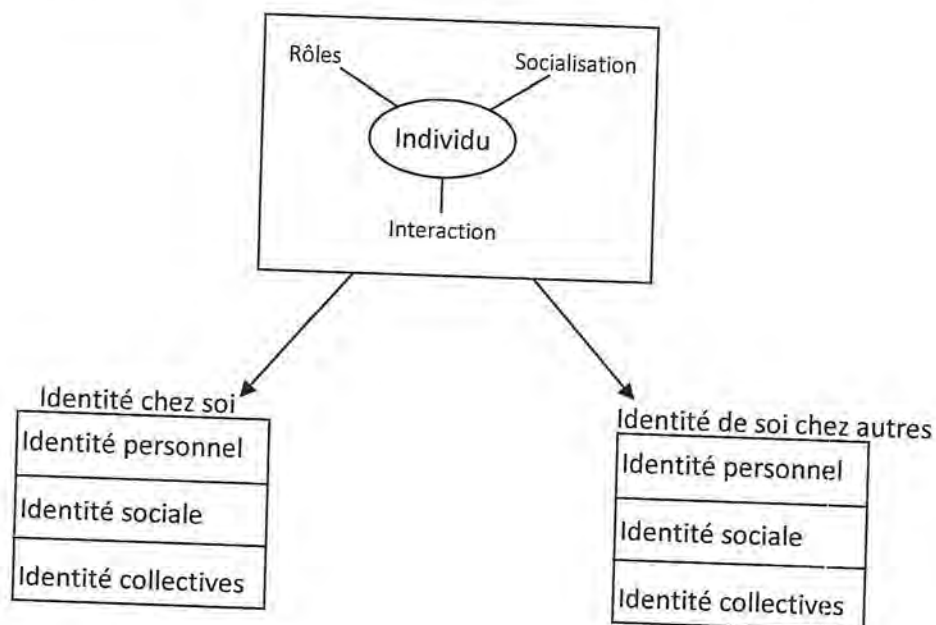 Rôles
Socialisation
Individu
Interaction
Identité chez soi
Identité personnel
Identité sociale
Identité collectives
Identité de soi chez autres
Identité personnel
Identité sociale
Identité collectives